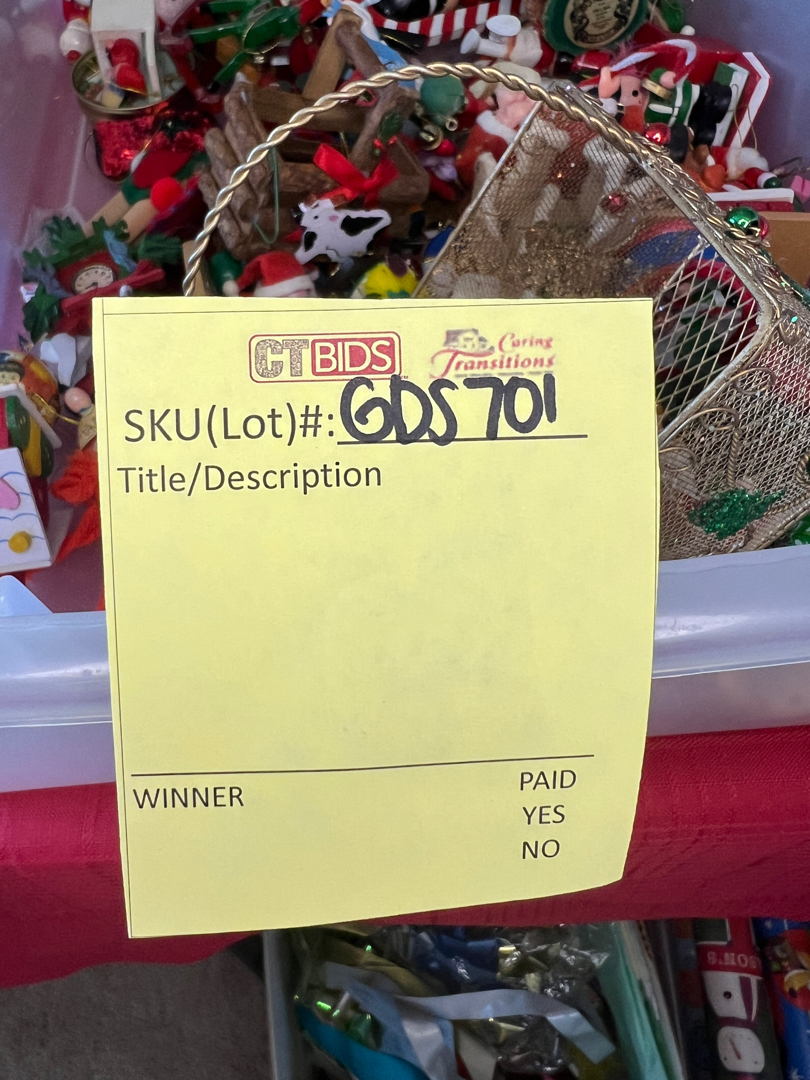 CTBIDS
Caring
Transitions
SKU(Lot)#: GDS701
Title/Description
WINNER
PAID
YES
NO